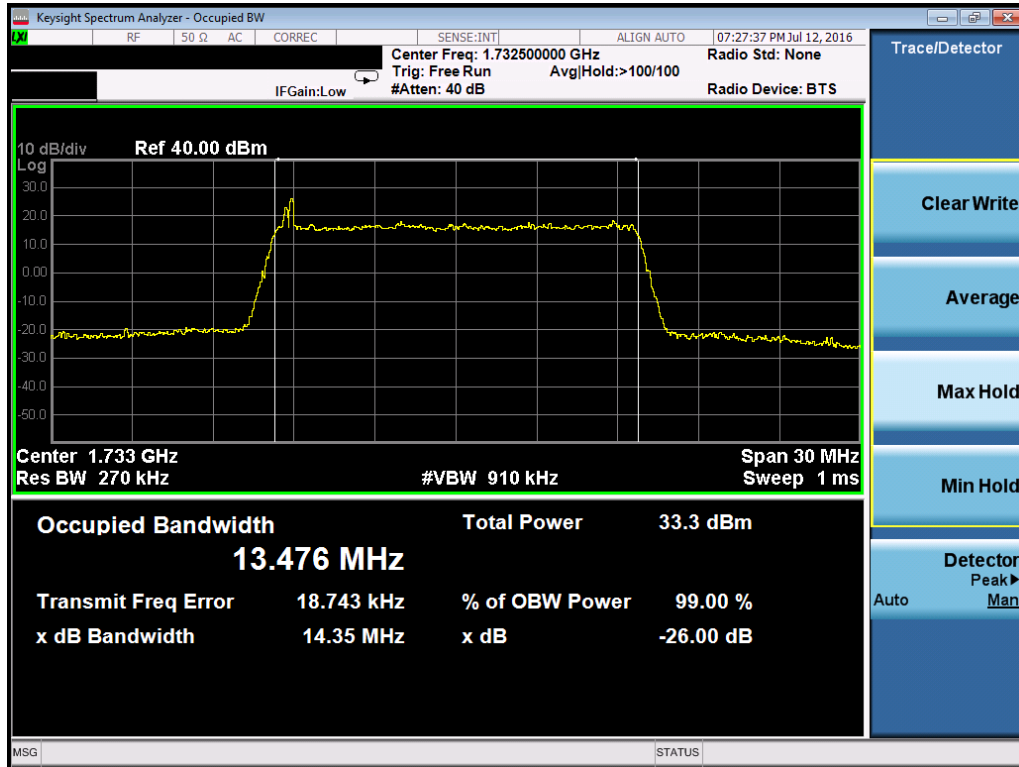 Keysight Spectrum Analyzer - Occupied BW
LXI RF 50 Ω AC CORREC SENSE:INT ALIGN AUTO 07:27:37 PM Jul 12, 2016
Center Freq: 1.732500000 GHz Radio Std: None
Trig: Free Run Avg|Hold:>100/100
IFGain:Low #Atten: 40 dB Radio Device: BTS
10 dB/div Ref 40.00 dBm
Log
30.0
20.0
10.0
0.00
-10.0
-20.0
-30.0
-40.0
-50.0
Center 1.733 GHz Span 30 MHz
Res BW 270 kHz #VBW 910 kHz Sweep 1 ms
Occupied Bandwidth Total Power 33.3 dBm
13.476 MHz
Transmit Freq Error 18.743 kHz % of OBW Power 99.00 %
x dB Bandwidth 14.35 MHz x dB -26.00 dB
MSG STATUS
Trace/Detector
Clear Write
Average
Max Hold
Min Hold
Detector
Peak▶
Auto Man